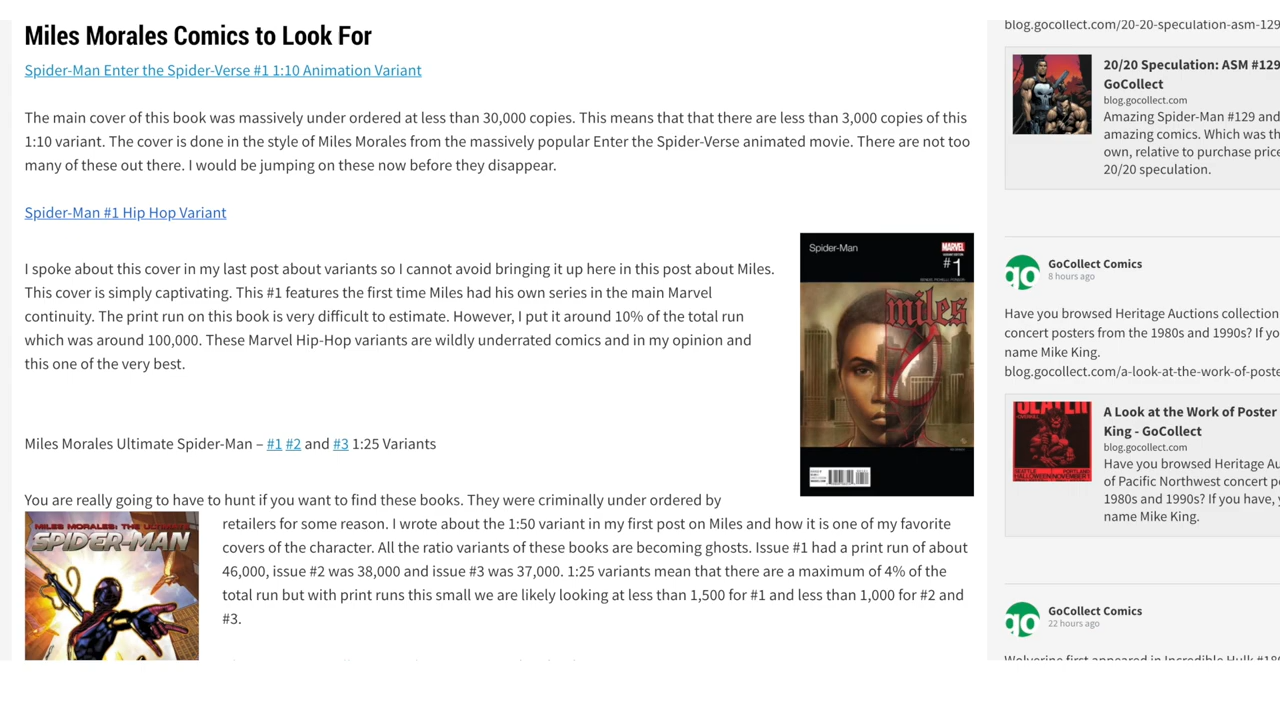 Miles Morales Comics to Look For
Spider-Man Enter the Spider-Verse #1 1:10 Animation Variant
The main cover of this book was massively under ordered at less than 30,000 copies. This means that that there are less than 3,000 copies of this
1:10 variant. The cover is done in the style of Miles Morales from the massively popular Enter the Spider-Verse animated movie. There are not too
many of these out there. I would be jumping on these now before they disappear.
Spider-Man #1 Hip Hop Variant
I spoke about this cover in my last post about variants so I cannot avoid bringing it up here in this post about Miles.
This cover is simply captivating. This #1 features the first time Miles had his own series in the main Marvel
continuity. The print run on this book is very difficult to estimate. However, I put it around 10% of the total run
which was around 100,000. These Marvel Hip-Hop variants are wildly underrated comics and in my opinion and
this one of the very best.
Spider-Man
MARVEL
#1
miles
Miles Morales Ultimate Spider-Man – #1 #2 and #3 1:25 Variants
You are really going to have to hunt if you want to find these books. They were criminally under ordered by
retailers for some reason. I wrote about the 1:50 variant in my first post on Miles and how it is one of my favorite
covers of the character. All the ratio variants of these books are becoming ghosts. Issue #1 had a print run of about
46,000, issue #2 was 38,000 and issue #3 was 37,000. 1:25 variants mean that there are a maximum of 4% of the
total run but with print runs this small we are likely looking at less than 1,500 for #1 and less than 1,000 for #2 and
#3.
MILES MORALES: THE ULTIMATE
SPIDER-MAN
blog.gocollect.com/20-20-speculation-asm-129
20/20 Speculation: ASM #129
GoCollect
blog.gocollect.com
Amazing Spider-Man #129 and
amazing comics. Which was th
own, relative to purchase price
20/20 speculation.
go
GoCollect Comics
8 hours ago
Have you browsed Heritage Auctions collection
concert posters from the 1980s and 1990s? If yo
name Mike King.
blog.gocollect.com/a-look-at-the-work-of-poste
SLAYER
A Look at the Work of Poster
King - GoCollect
blog.gocollect.com
Have you browsed Heritage Au
of Pacific Northwest concert p
1980s and 1990s? If you have, y
name Mike King.
go
GoCollect Comics
22 hours ago
Wolverine first appeared in Incredible Hulk #180